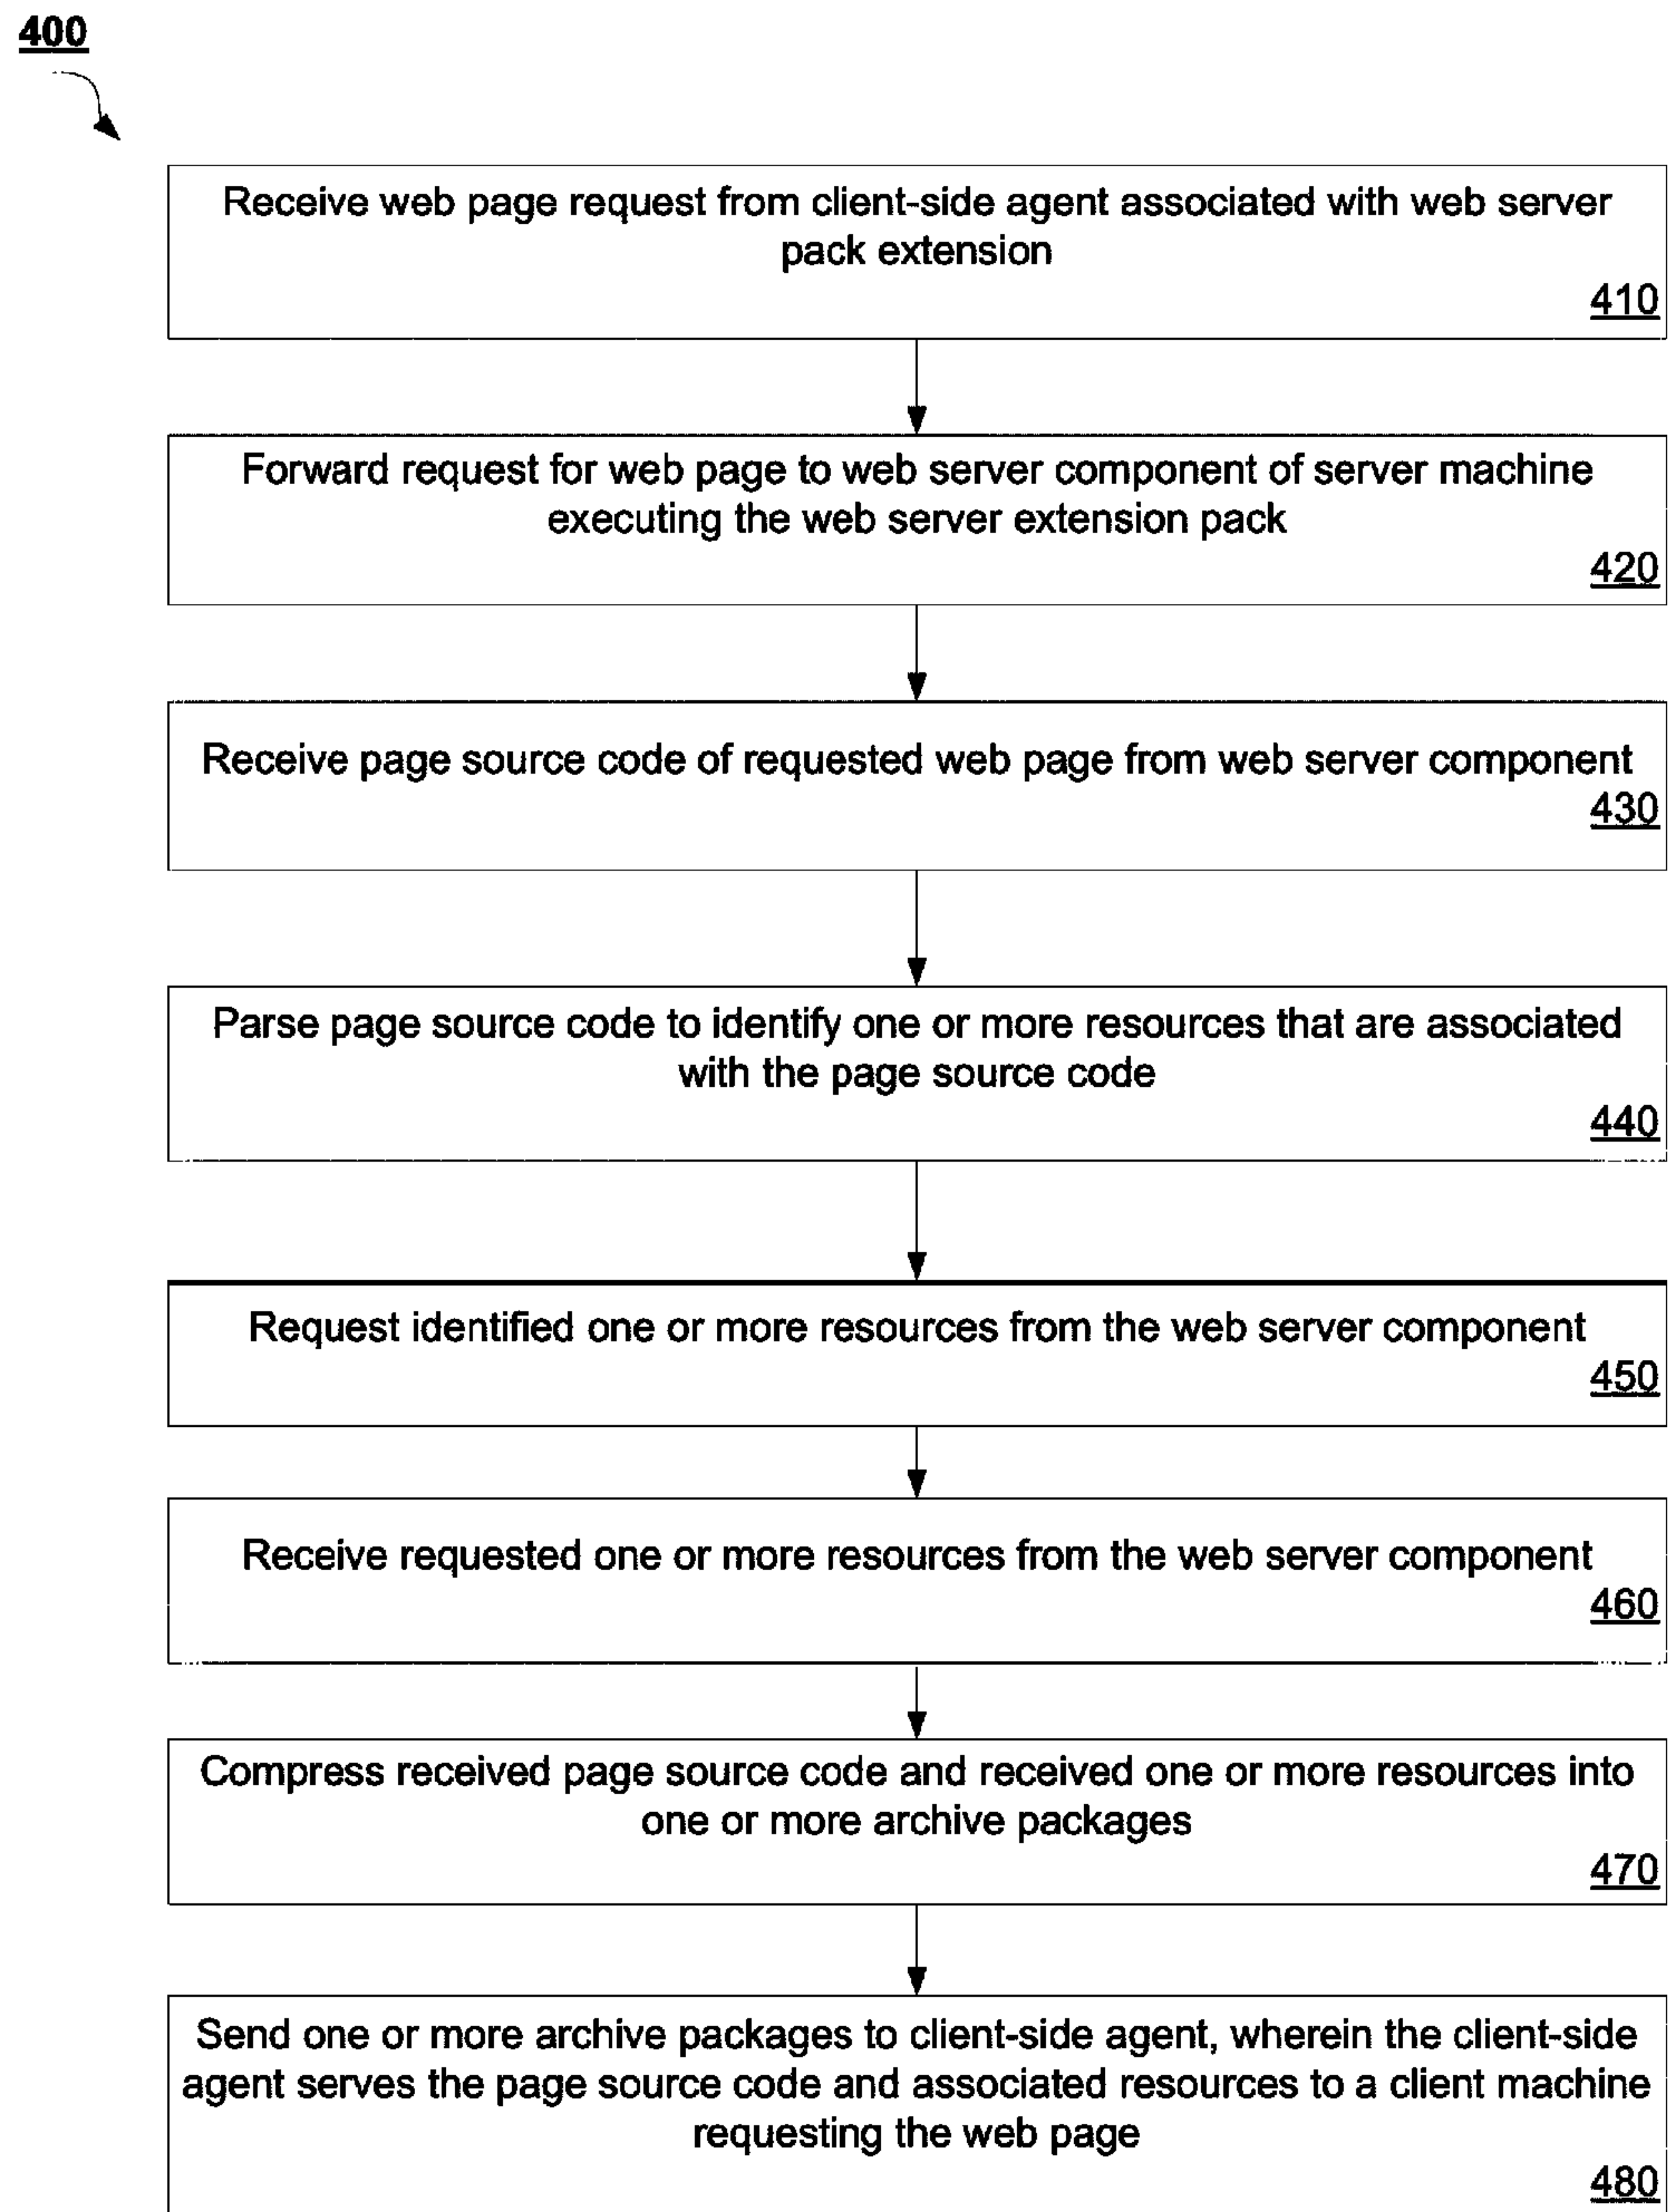 400
Receive web page request from client-side agent associated with web server
pack extension
410
Forward request for web page to web server component of server machine
executing the web server extension pack
420
Receive page source code of requested web page from web server component
430
Parse page source code to identify one or more resources that are associated
with the page source code
440
Request identified one or more resources from the web server component
450
Receive requested one or more resources from the web server component
460
Compress received page source code and received one or more resources into
one or more archive packages
470
Send one or more archive packages to client-side agent, wherein the client-side
agent serves the page source code and associated resources to a client machine
requesting the web page
480